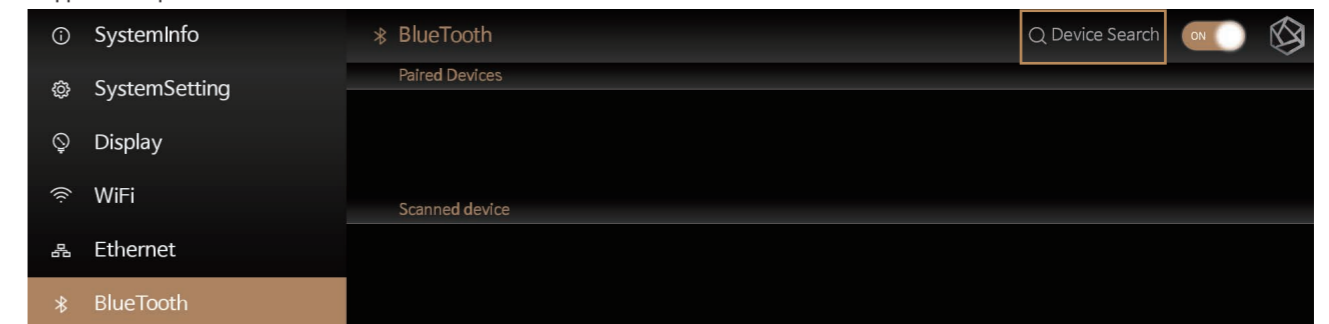 SystemInfo
SystemSetting
Display
WiFi
Ethernet
BlueTooth
BlueTooth
Device Search
ON
Paired Devices
Scanned device